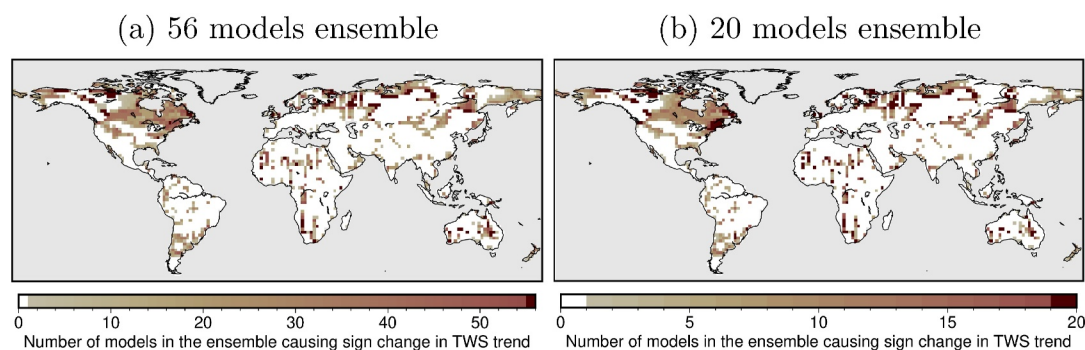 (a) 56 models ensemble
(b) 20 models ensemble
0 10 20 30 40 50
Number of models in the ensemble causing sign change in TWS trend
0 5 10 15 20
Number of models in the ensemble causing sign change in TWS trend